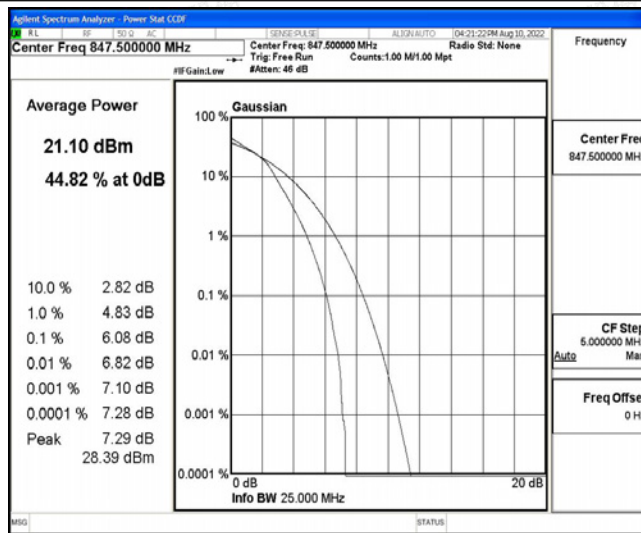 Agilent Spectrum Analyzer - Power Stat CCDF
RL RF 50 Ω AC SENSE:PULSE ALIGN AUTO 04:21:22 PM Aug 10, 2022
Center Freq 847.500000 MHz
Center Freq: 847.500000 MHz Radio Std: None
Trig: Free Run Counts:1.00 M/1.00 Mpt
#IFGain:Low #Atten: 46 dB
Frequency
Average Power
21.10 dBm
44.82 % at 0dB
10.0 % 2.82 dB
1.0 % 4.83 dB
0.1 % 6.08 dB
0.01 % 6.82 dB
0.001 % 7.10 dB
0.0001 % 7.28 dB
Peak 7.29 dB
28.39 dBm
Gaussian
100 %
10 %
1 %
0.1 %
0.01 %
0.001 %
0.0001 %
0 dB 20 dB
Info BW 25.000 MHz
Center Fre
847.500000 MH
CF Step
5.000000 MH
Auto Ma
Freq Offse
0 H
MSG STATUS